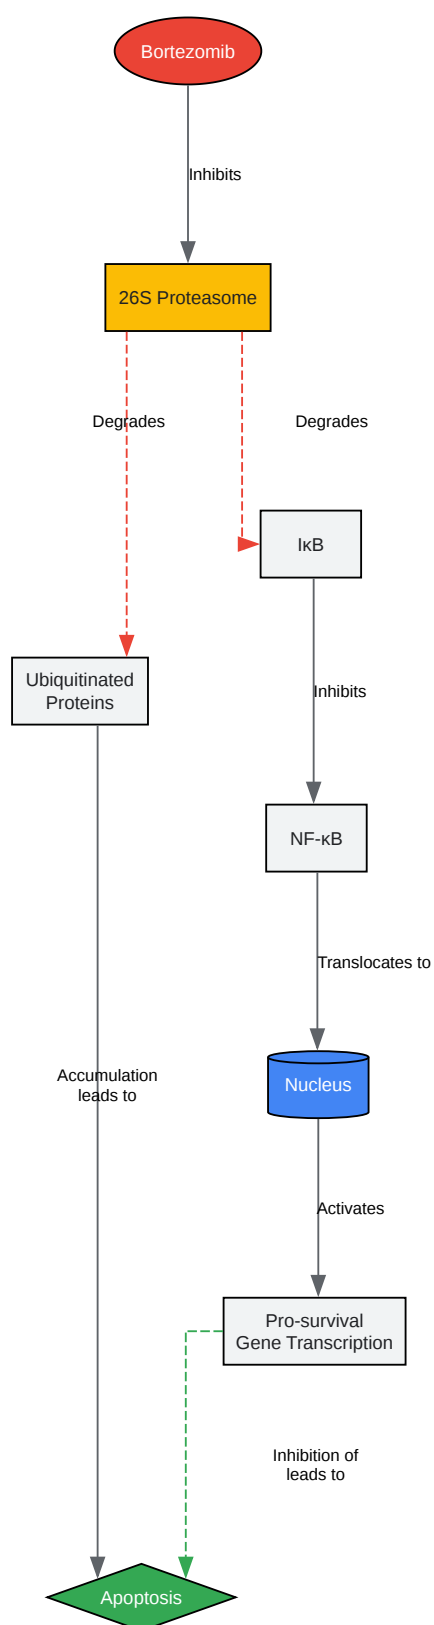 Bortezomib
Inhibits
26S Proteasome
Degrades
Degrades
IκB
Ubiquitinated
Proteins
Inhibits
NF-κB
Translocates to
Accumulation
leads to
Nucleus
Activates
Pro-survival
Gene Transcription
Inhibition of
leads to
Apoptosis